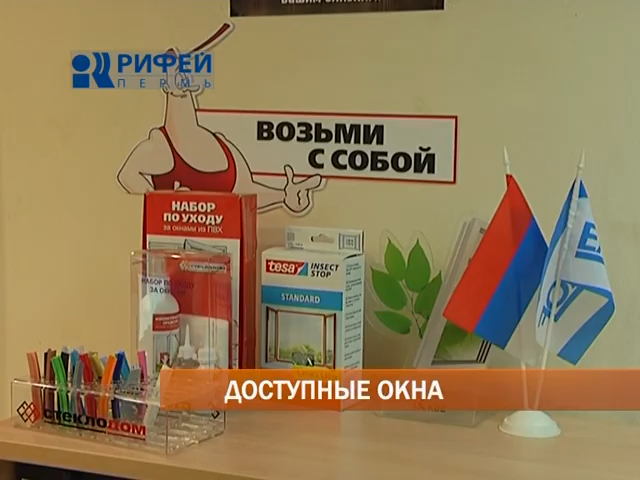 РИФЕЙ
ПЕРМЬ
ВОЗЬМИ
С СОБОЙ
НАБОР
ПО УХОДУ
за окнами из ПВХ
tesa INSECT
STOP
STANDARD
СТЕКЛОДОМ
ДОСТУПНЫЕ ОКНА